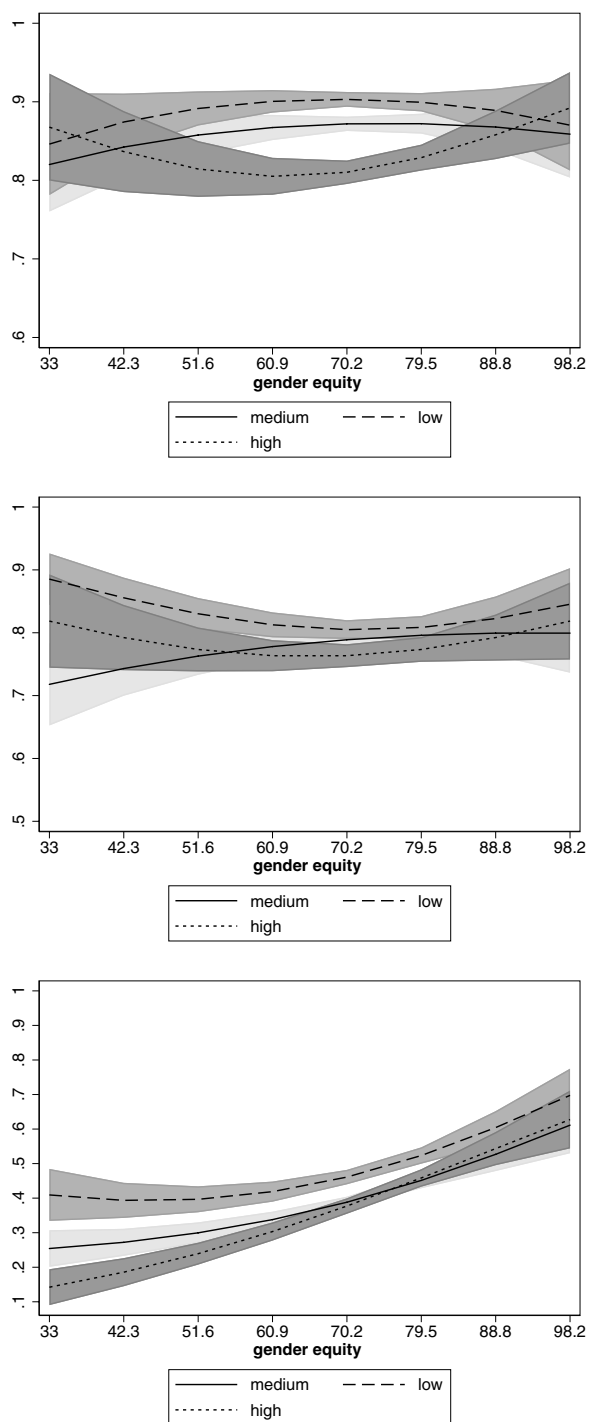 1
.9
.8
.7
.6
33 42.3 51.6 60.9 70.2 79.5 88.8 98.2
gender equity
medium low
high
1
.9
.8
.7
.6
.5
33 42.3 51.6 60.9 70.2 79.5 88.8 98.2
gender equity
medium low
high
1
.9
.8
.7
.6
.5
.4
.3
.2
.1
33 42.3 51.6 60.9 70.2 79.5 88.8 98.2
gender equity
medium low
high